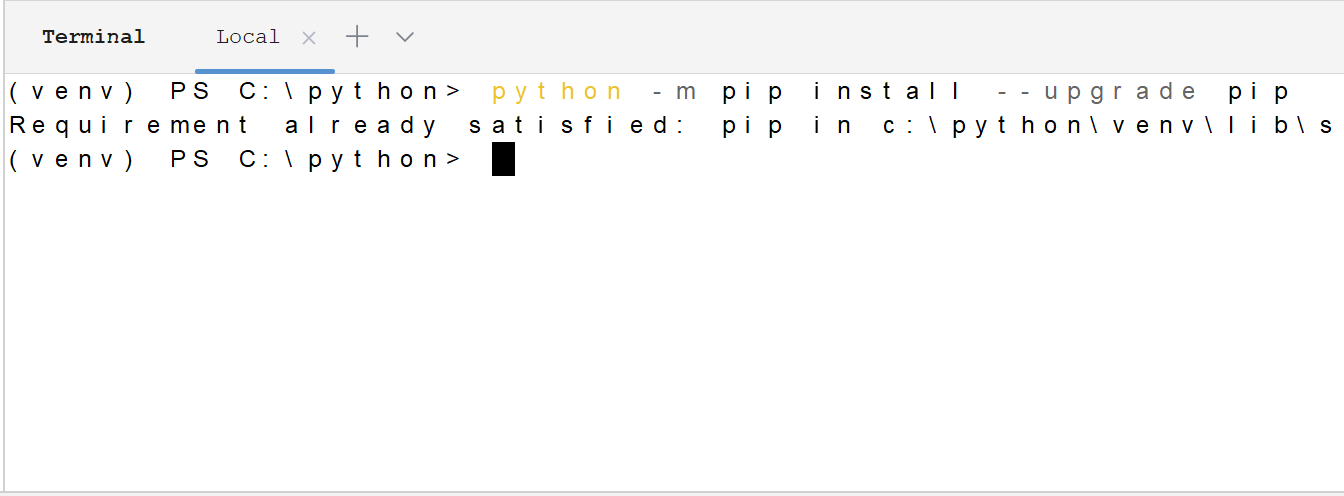 Terminal Local
(venv) PS C:\python> python -m pip install --upgrade pip
Requirement already satisfied: pip in c:\python\venv\lib\s
(venv) PS C:\python>